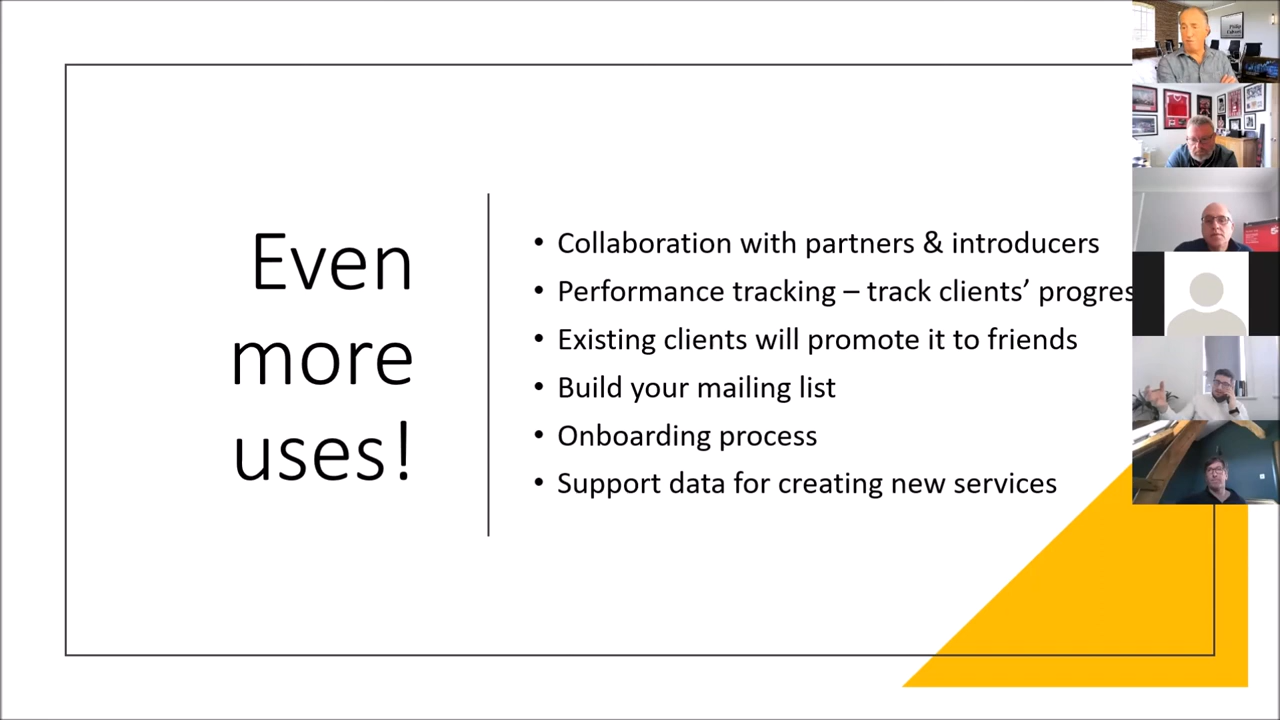 Even
more
uses!
• Collaboration with partners & introducers
• Performance tracking – track clients’ progres
• Existing clients will promote it to friends
• Build your mailing list
• Onboarding process
• Support data for creating new services